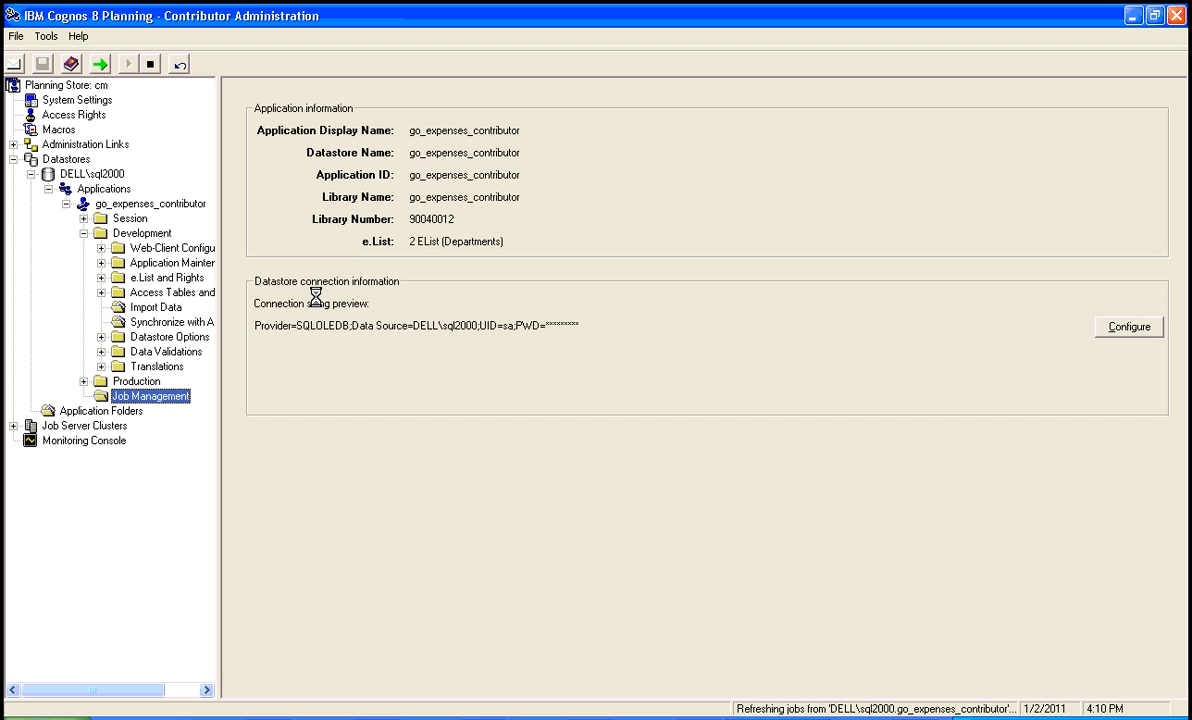 IBM Cognos 8 Planning - Contributor Administration
File Tools Help
Planning Store: cm
System Settings
Access Rights
Macros
Administration Links
Datastores
DELL\sql2000
Applications
go_expenses_contributor
Session
Development
Web-Client Configu
Application Mainter
e.List and Rights
Access Tables and
Import Data
Synchronize with A
Datastore Options
Data Validations
Translations
Production
Job Management
Application Folders
Job Server Clusters
Monitoring Console
Application information
Application Display Name: go_expenses_contributor
Datastore Name: go_expenses_contributor
Application ID: go_expenses_contributor
Library Name: go_expenses_contributor
Library Number: 90040012
e.List: 2 EList (Departments)
Datastore connection information
Connection string preview:
Provider=SQLOLEDB;Data Source=DELL\sql2000;UID=sa;PWD=*********
Configure
Refreshing jobs from 'DELL\sql2000.go_expenses_contributor'... 1/2/2011 4:10 PM